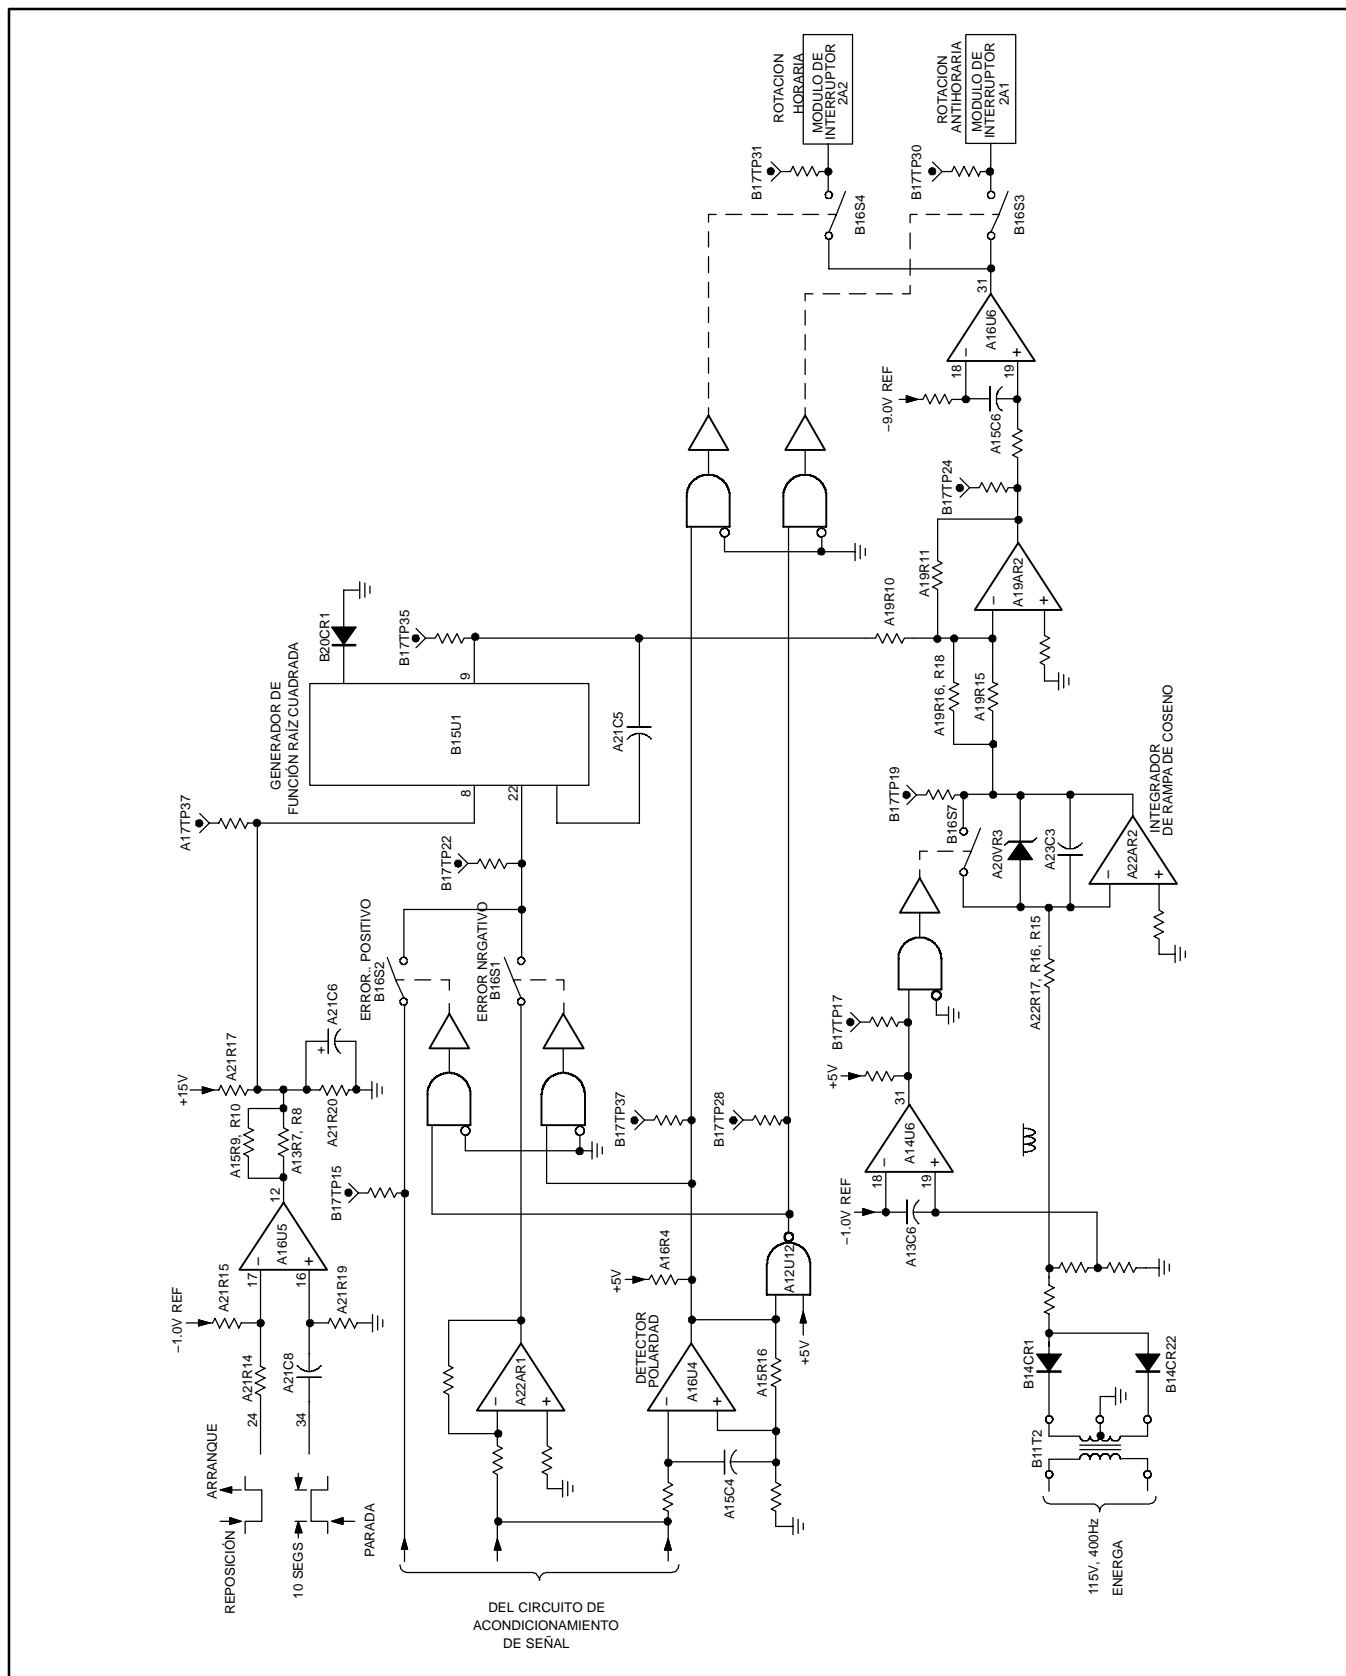 ROTACION
HORARIA
MODULO DE
INTERRUPTOR
2A2
ROTACION
ANTIHORARIA
MODULO DE
INTERRUPTOR
2A1
B17TP31
B17TP30
B16S4
B16S3
31
A16U6
−
+
18
19
−9.0V REF
A15C6
B17TP24
B20CR1
GENERADOR DE
FUNCIÓN RAÍZ CUADRADA
B17TP35
9
B15U1
8
22
A21C5
A19R11
A19R10
A19AR2
−
+
A19R16, R18
A19R15
A17TP37
B17TP22
B17TP19
B16S7
A20VR3
A23C3
INTEGRADOR
DE RAMPA DE COSENO
A22AR2
−
+
ERROR.. POSITIVO
B16S2
ERROR NRGATIVO
B16S1
A22R17, R16, R15
B17TP17
+15V
A21R17
A21C6
+
A15R9, R10
A13R7, R8
A21R20
B17TP37
B17TP28
+5V
31
A14U6
−
+
18
19
−1.0V REF
A13C6
12
A16U5
−
+
17
16
B17TP15
−1.0V REF
A21R15
A21R19
A21R14
A21C8
24
34
+5V
A16R4
A12U12
+5V
A22AR1
−
+
DETECTOR
POLARDAD
A16U4
−
+
A15R16
A15C4
B14CR1
B14CR22
B11T2
ARRANQUE
REPOSICIÓN
10 SEGS
PARADA
115V, 400Hz
ENERGA
DEL CIRCUITO DE
ACONDICIONAMIENTO
DE SEÑAL